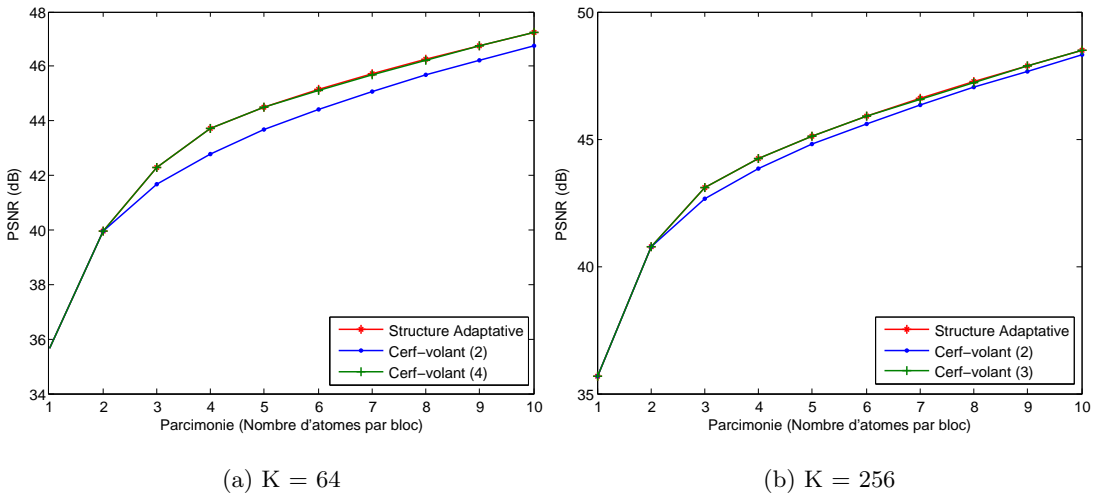 48
46
44
42
40
38
36
34
PSNR (dB)
1 2 3 4 5 6 7 8 9 10
Parcimonie (Nombre d'atomes par bloc)
Structure Adaptative
Cerf−volant (2)
Cerf−volant (4)
(a) K = 64
50
45
40
35
PSNR (dB)
1 2 3 4 5 6 7 8 9 10
Parcimonie (Nombre d'atomes par bloc)
Structure Adaptative
Cerf−volant (2)
Cerf−volant (3)
(b) K = 256